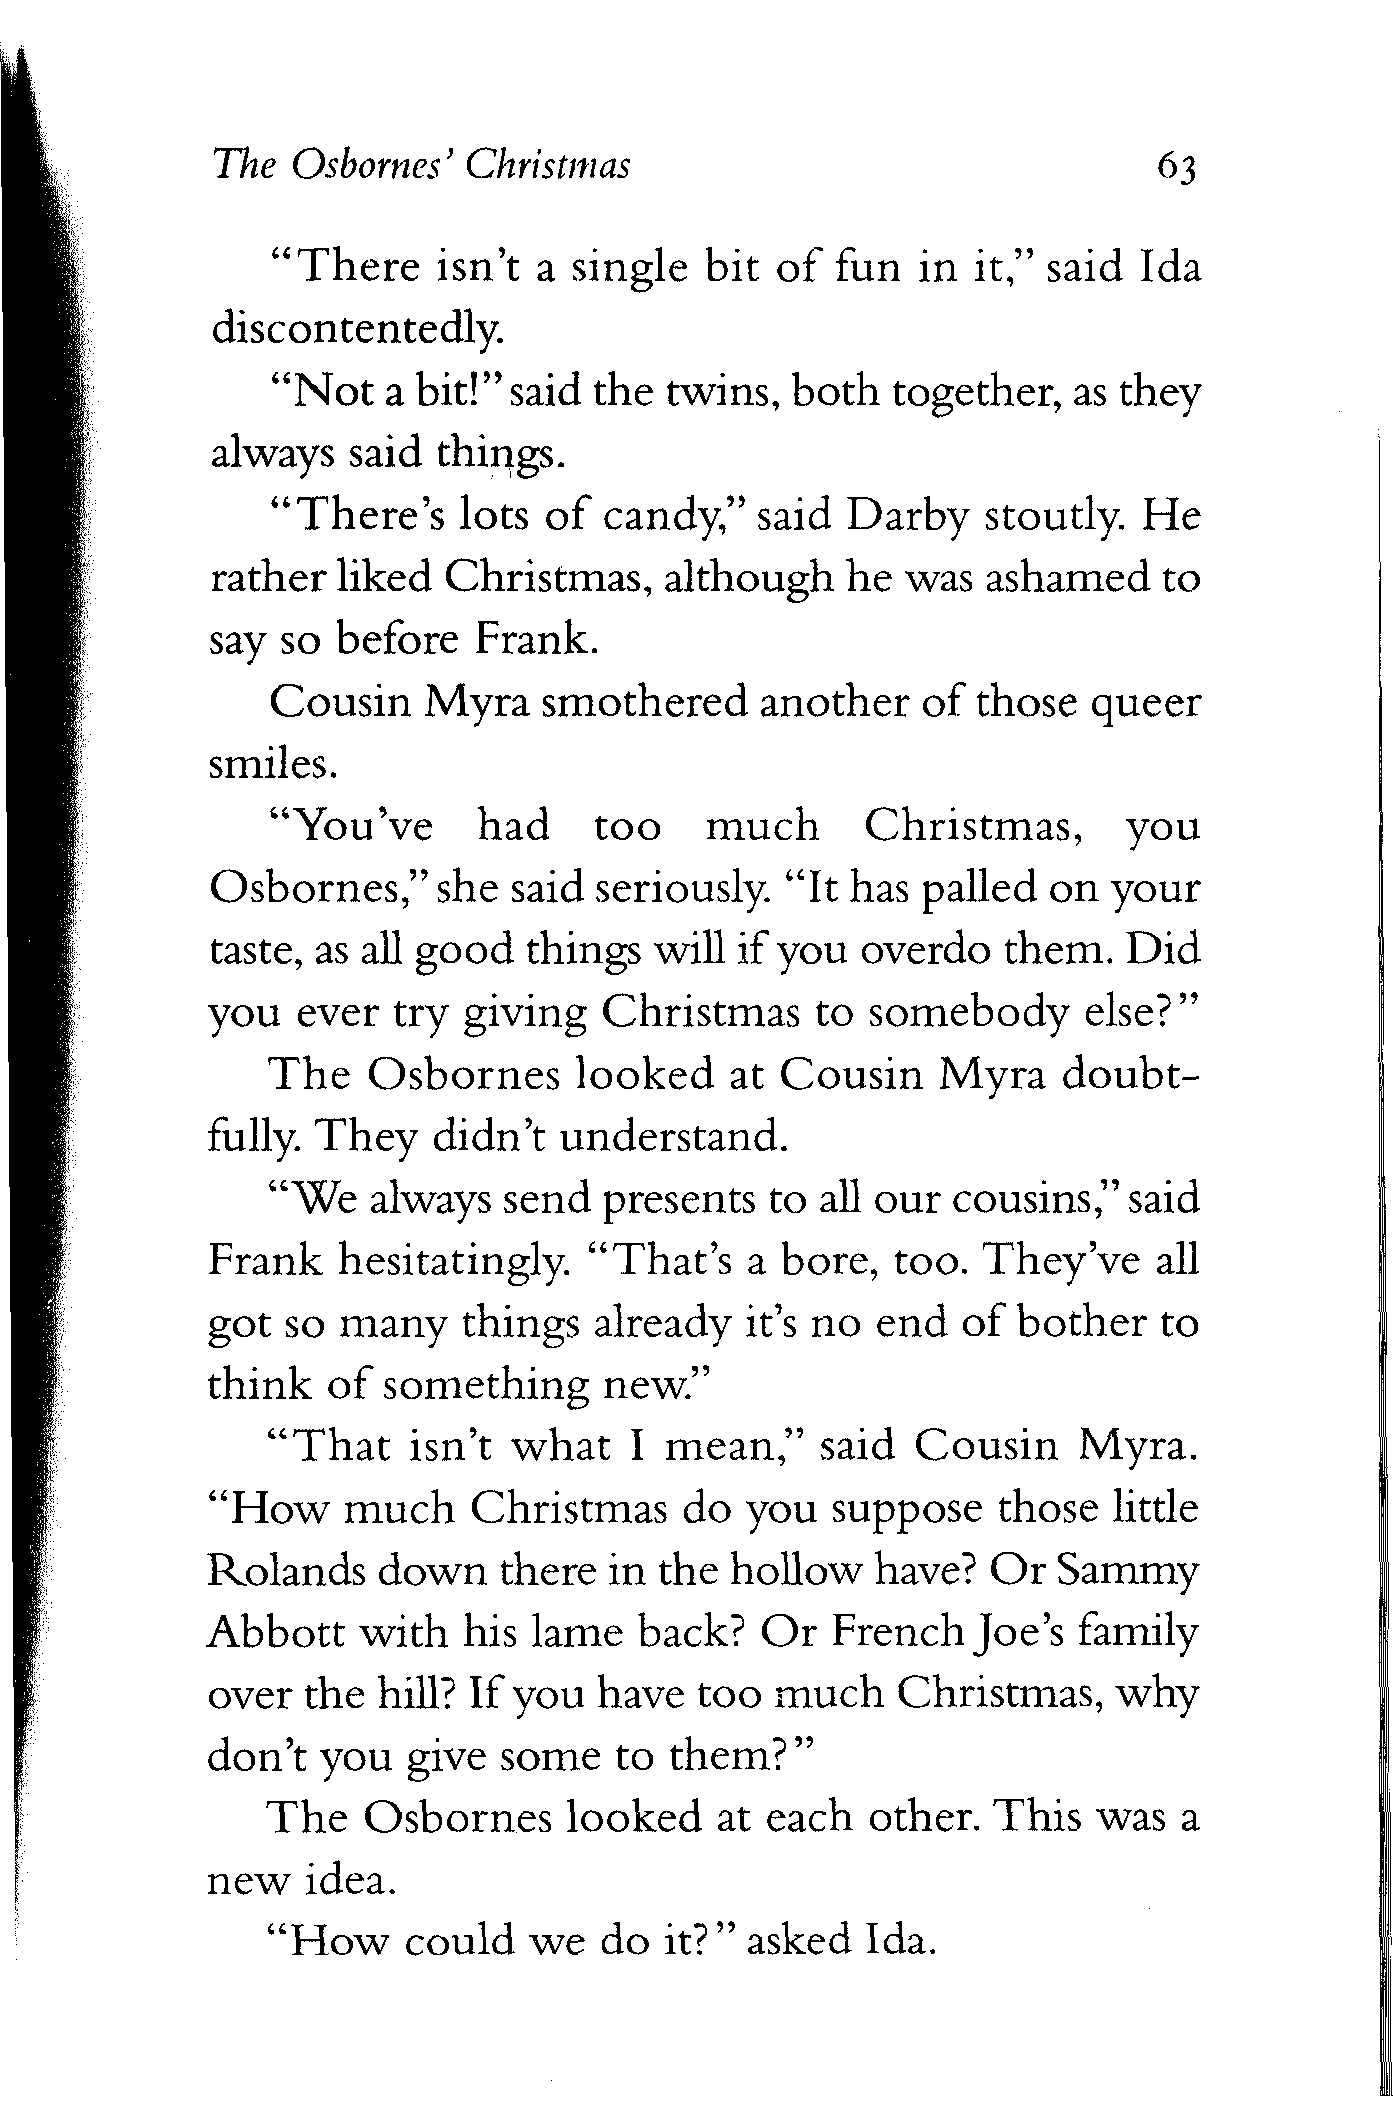 The Osbornes’ Christmas 63
“There isn’t a single bit of fun in it,” said Ida
discontentedly.
“Not a bit!” said the twins, both together, as they
always said things.
“There’s lots of candy,” said Darby stoutly. He
rather liked Christmas, although he was ashamed to
say so before Frank.
Cousin Myra smothered another of those queer
smiles.
“You’ve had too much Christmas, you
Osbornes,” she said seriously. “It has palled on your
taste, as all good things will if you overdo them. Did
you ever try giving Christmas to somebody else?”
The Osbornes looked at Cousin Myra doubt-
fully. They didn’t understand.
“We always send presents to all our cousins,” said
Frank hesitatingly. “That’s a bore, too. They’ve all
got so many things already it’s no end of bother to
think of something new.”
“That isn’t what I mean,” said Cousin Myra.
“How much Christmas do you suppose those little
Rolands down there in the hollow have? Or Sammy
Abbott with his lame back? Or French Joe’s family
over the hill? If you have too much Christmas, why
don’t you give some to them?”
The Osbornes looked at each other. This was a
new idea.
“How could we do it?” asked Ida.